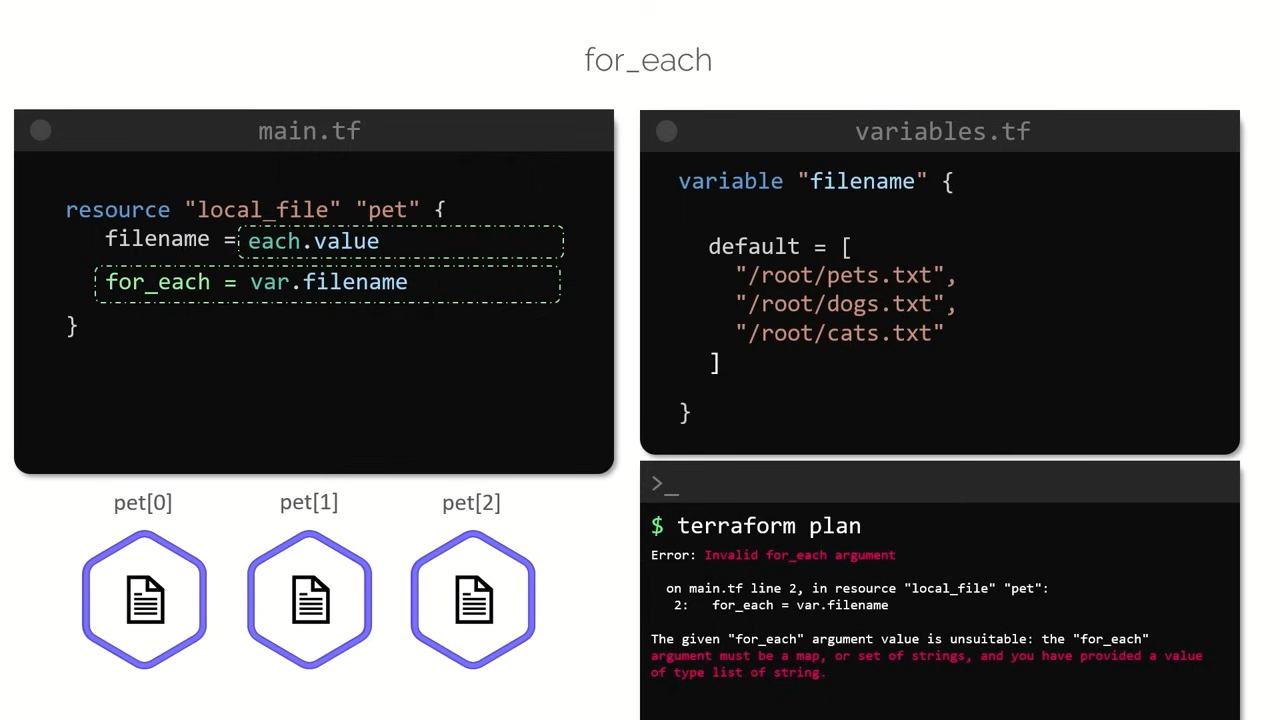 for_each
main.tf
resource "local_file" "pet" {
filename = each.value
for_each = var.filename
}
variables.tf
variable "filename" {
default = [
"/root/pets.txt",
"/root/dogs.txt",
"/root/cats.txt"
]
}
pet[0] pet[1] pet[2]
>_
$ terraform plan
Error: Invalid for_each argument
on main.tf line 2, in resource "local_file" "pet":
2: for_each = var.filename
The given "for_each" argument value is unsuitable: the "for_each"
argument must be a map, or set of strings, and you have provided a value
of type list of string.